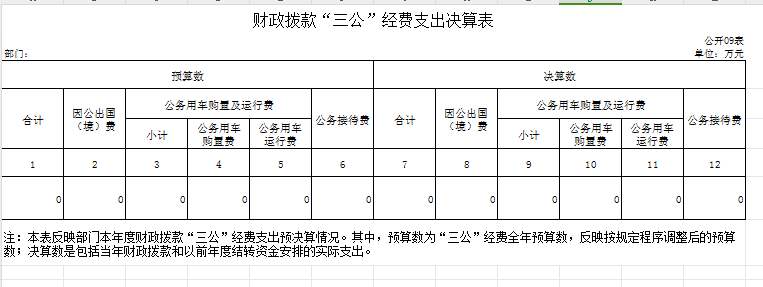 财政拨款“三公”经费支出决算表
公开09表
部门： 单位：万元
预算数 决算数
合计 因公出国（境）费 公务用车购置及运行费 公务接待费 合计 因公出国（境）费 公务用车购置及运行费 公务接待费
小计 公务用车购置费 公务用车运行费 小计 公务用车购置费 公务用车运行费
1 2 3 4 5 6 7 8 9 10 11 12
0 0 0 0 0 0 0 0 0 0 0 0
注：本表反映部门本年度财政拨款“三公”经费支出预决算情况。其中，预算数为“三公”经费全年预算数，反映按规定程序调整后的预算
数；决算数是包括当年财政拨款和以前年度结转资金安排的实际支出。